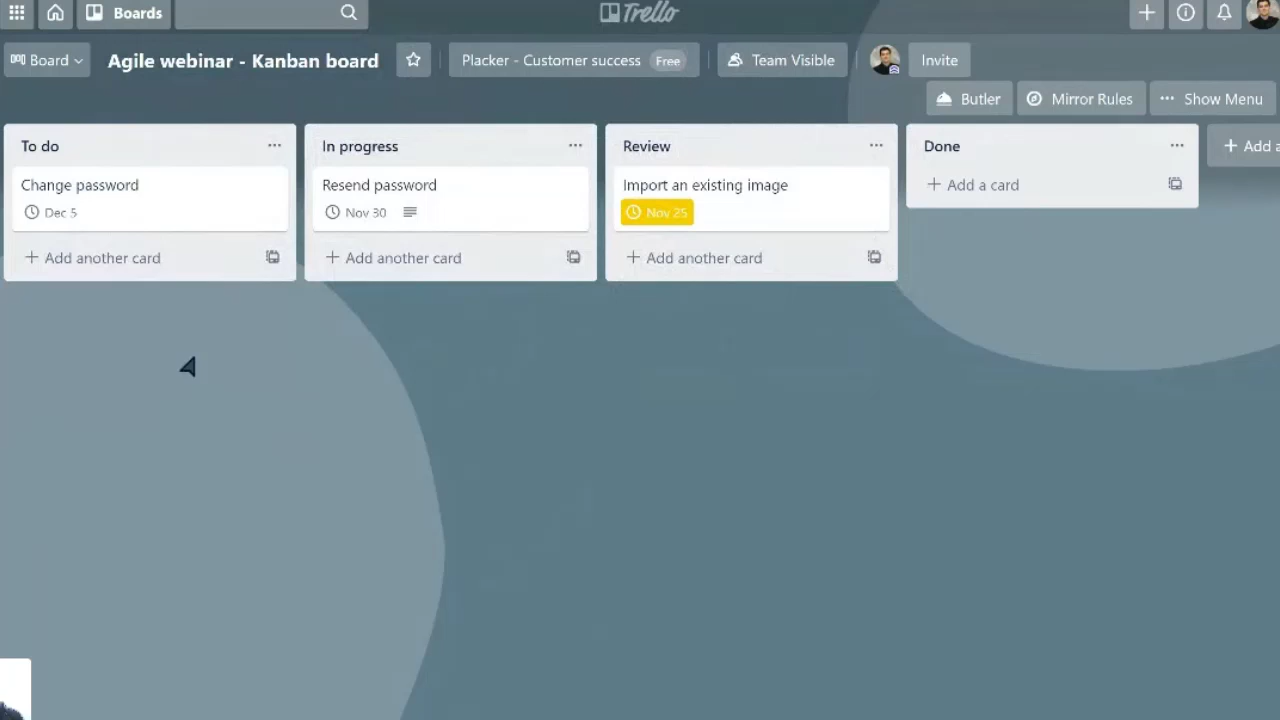 Boards
Trello
Board
Agile webinar - Kanban board
Placker - Customer success Free
Team Visible
Invite
Butler
Mirror Rules
Show Menu
To do
Change password
Dec 5
+ Add another card
In progress
Resend password
Nov 30
+ Add another card
Review
Import an existing image
Nov 25
+ Add another card
Done
+ Add a card
+ Add a